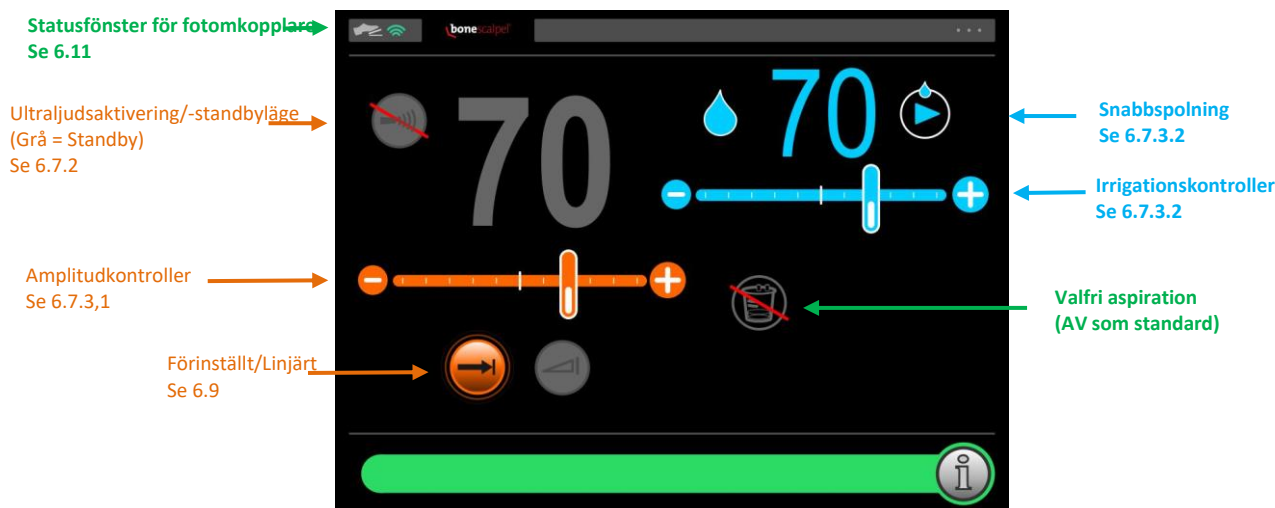 Statusfönster för fotomkopplare
Se 6.11
bonescalpel
Ultraljudsaktivering/-standbyläge
(Grå = Standby)
Se 6.7.2
70
70
Snabbspolning
Se 6.7.3.2
Irrigationskontroller
Se 6.7.3.2
Amplitudkontroller
Se 6.7.3,1
Valfri aspiration
(AV som standard)
Förinställt/Linjärt
Se 6.9
i